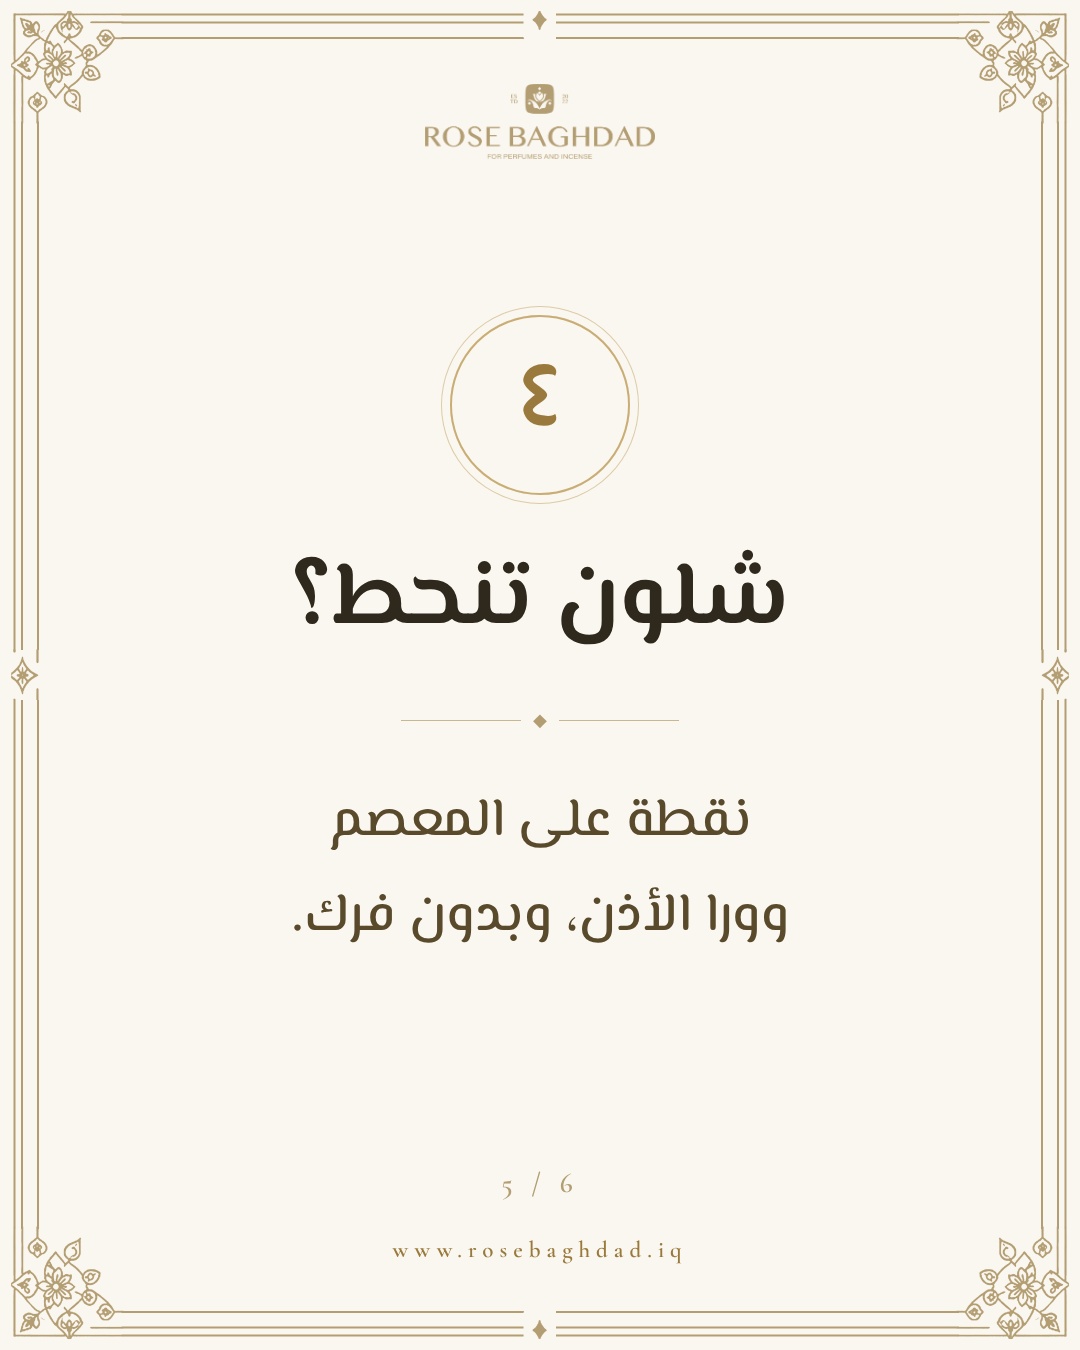 ROSE BAGHDAD
FOR PERFUMES AND INCENSE
٤
شلون تنحط؟
نقطة على المعصم
وورا الأذن، وبدون فرك.
5 / 6
www.rosebaghdad.iq